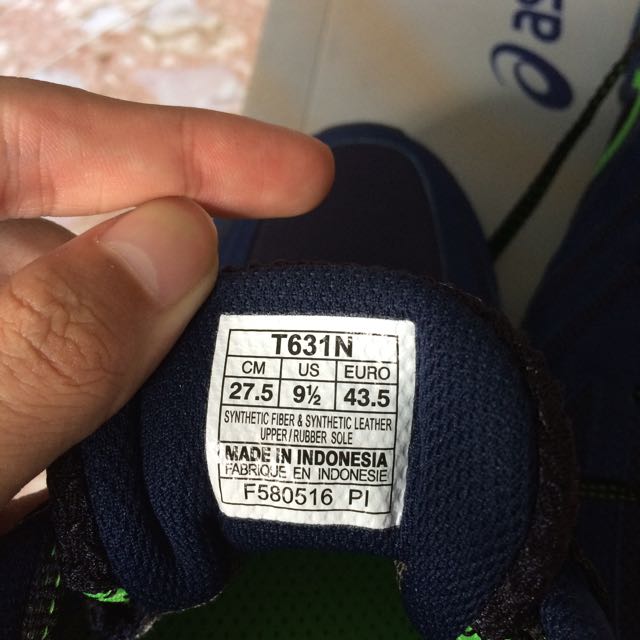 asi
T631N
CM US EURO
27.5 9½ 43.5
SYNTHETIC FIBER & SYNTHETIC LEATHER
UPPER/RUBBER SOLE
MADE IN INDONESIA
FABRIQUE EN INDONESIE
F580516 PI